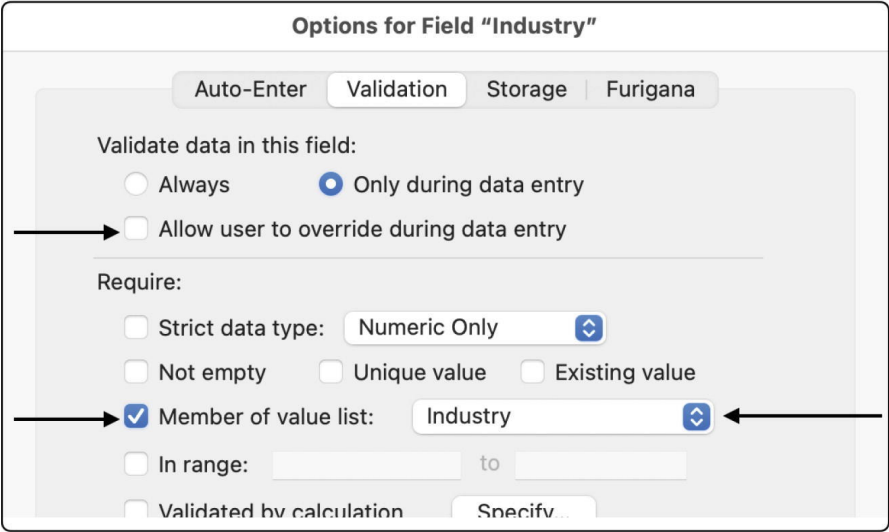 Options for Field “Industry”
Auto-Enter Validation Storage Furigana
Validate data in this field:
Always Only during data entry
Allow user to override during data entry
Require:
Strict data type: Numeric Only
Not empty Unique value Existing value
Member of value list: Industry
In range: to
Validated by calculation Specify...